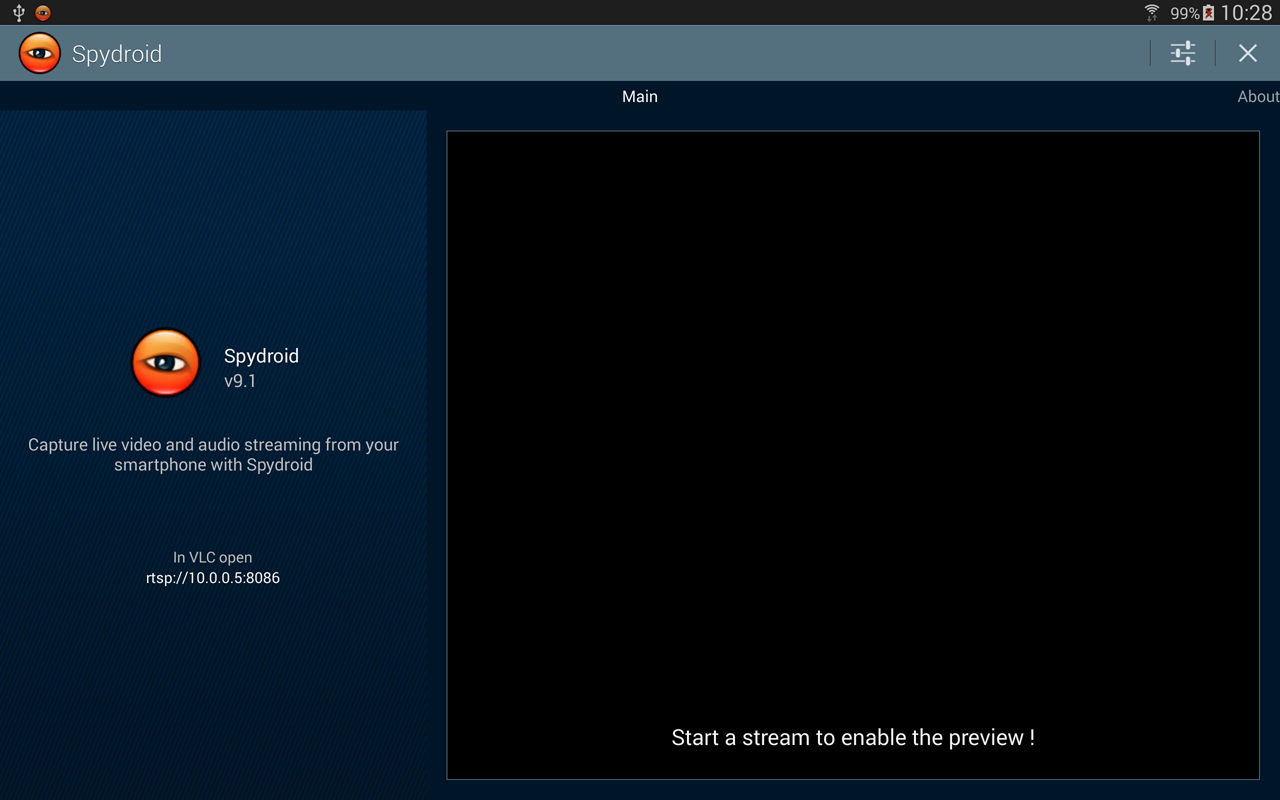 99% 10:28
Spydroid
Main
About
Spydroid
v9.1
Capture live video and audio streaming from your
smartphone with Spydroid
In VLC open
rtsp://10.0.0.5:8086
Start a stream to enable the preview !